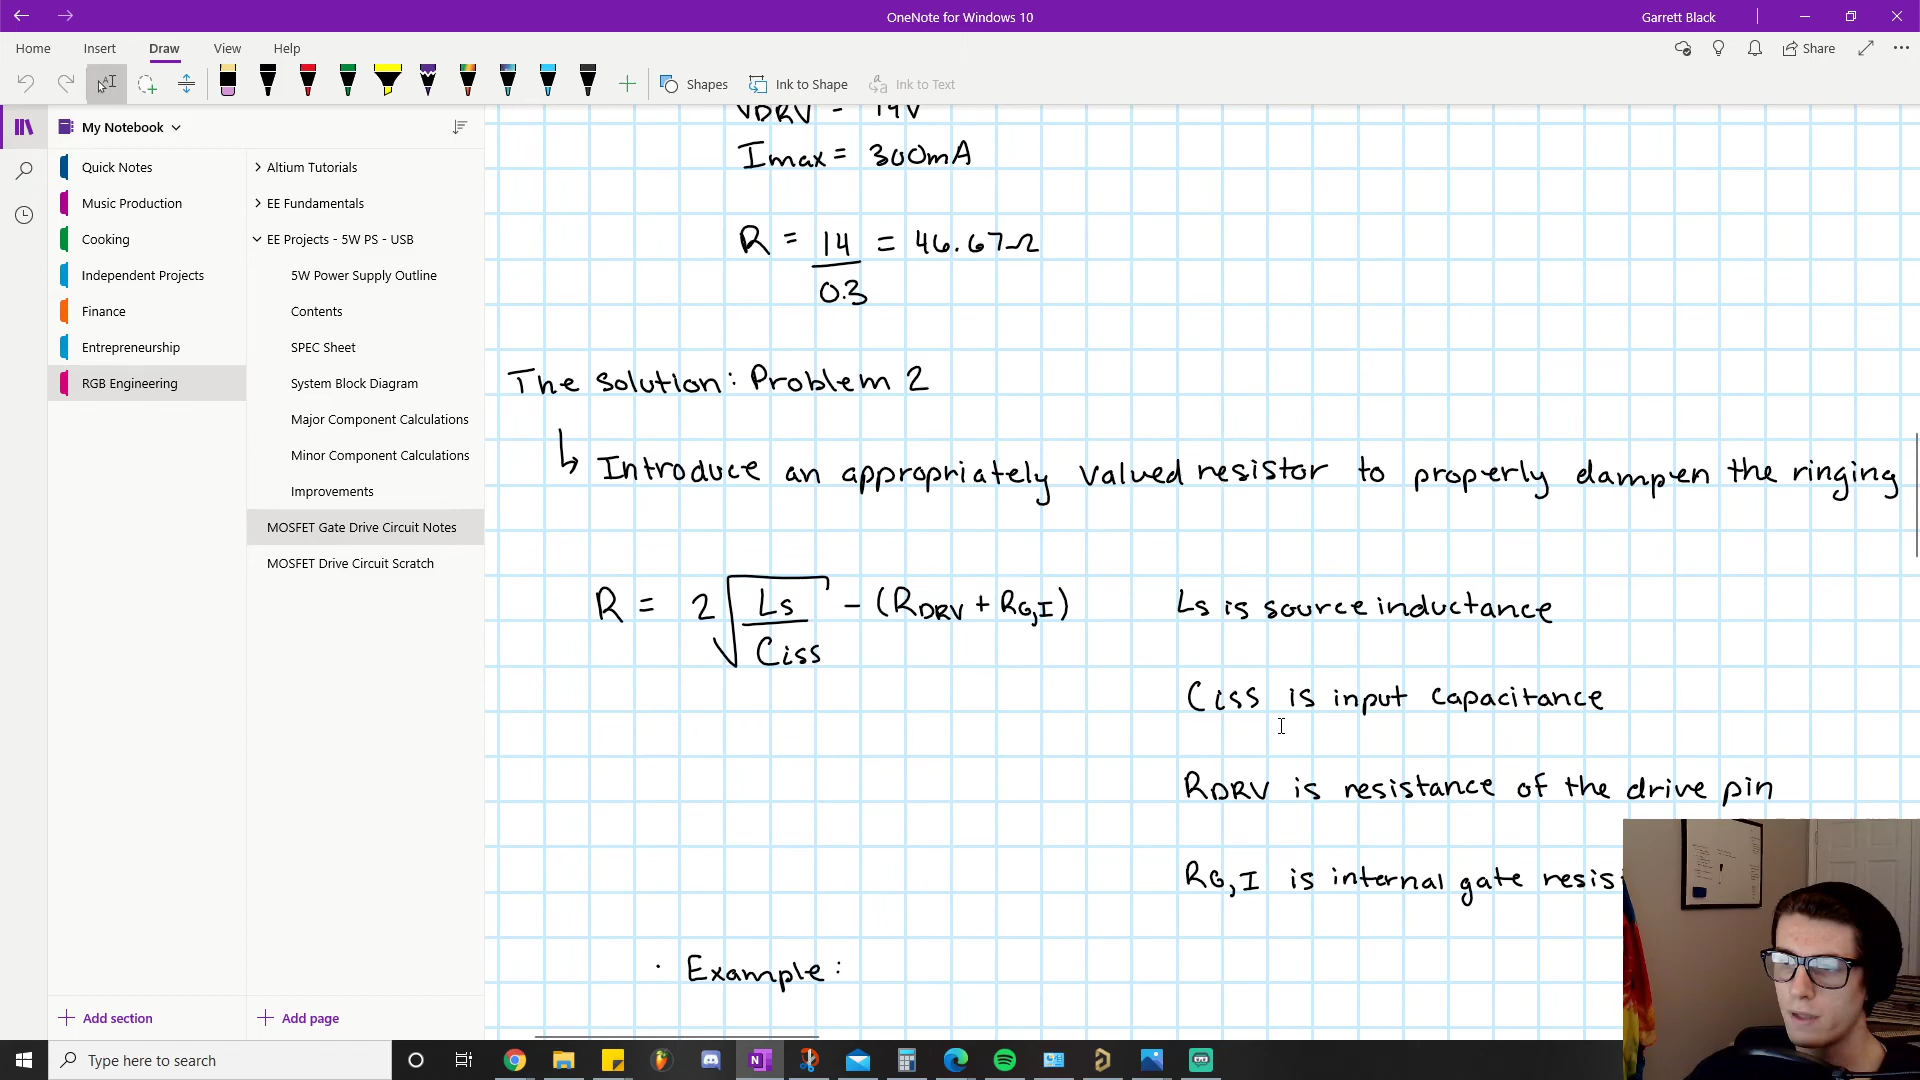 OneNote for Windows 10
Garrett Black
Home
Insert
Draw
View
Help
Share
Shapes
Ink to Shape
Ink to Text
My Notebook
Quick Notes
Music Production
Cooking
Independent Projects
Finance
Entrepreneurship
RGB Engineering
Altium Tutorials
EE Fundamentals
EE Projects - 5W PS - USB
5W Power Supply Outline
Contents
SPEC Sheet
System Block Diagram
Major Component Calculations
Minor Component Calculations
Improvements
MOSFET Gate Drive Circuit Notes
MOSFET Drive Circuit Scratch
Add section
Add page
VDRV = 14V
Imax = 300mA
R = 14 = 46.67Ω
0.3
The solution: Problem 2
↳ Introduce an appropriately valued resistor to properly dampen the ringing
R = 2√ Ls - (RDRV + RG,I)
Ciss
Ls is source inductance
Ciss is input capacitance
RDRV is resistance of the drive pin
RG,I is internal gate resis
· Example:
Type here to search